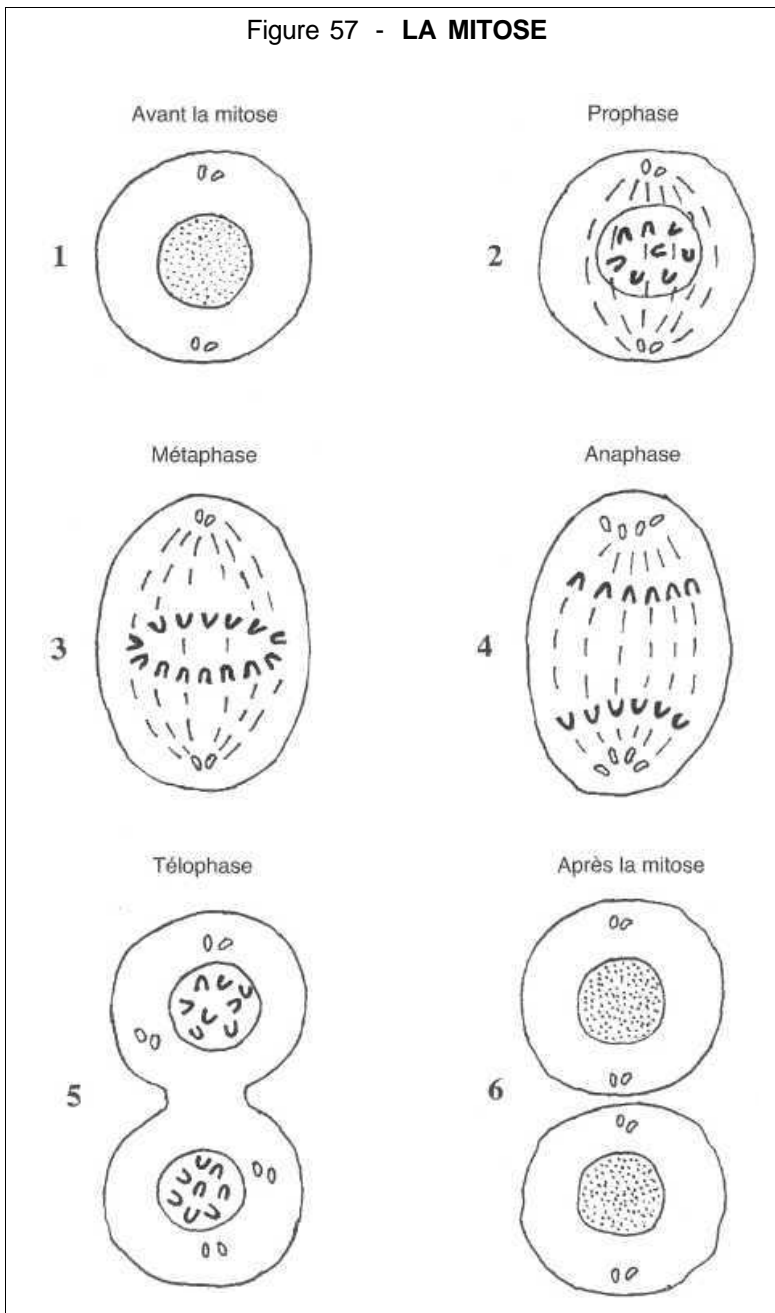 Figure 57 - LA MITOSE
Avant la mitose
Prophase
1
2
Métaphase
Anaphase
3
4
Télophase
Après la mitose
5
6